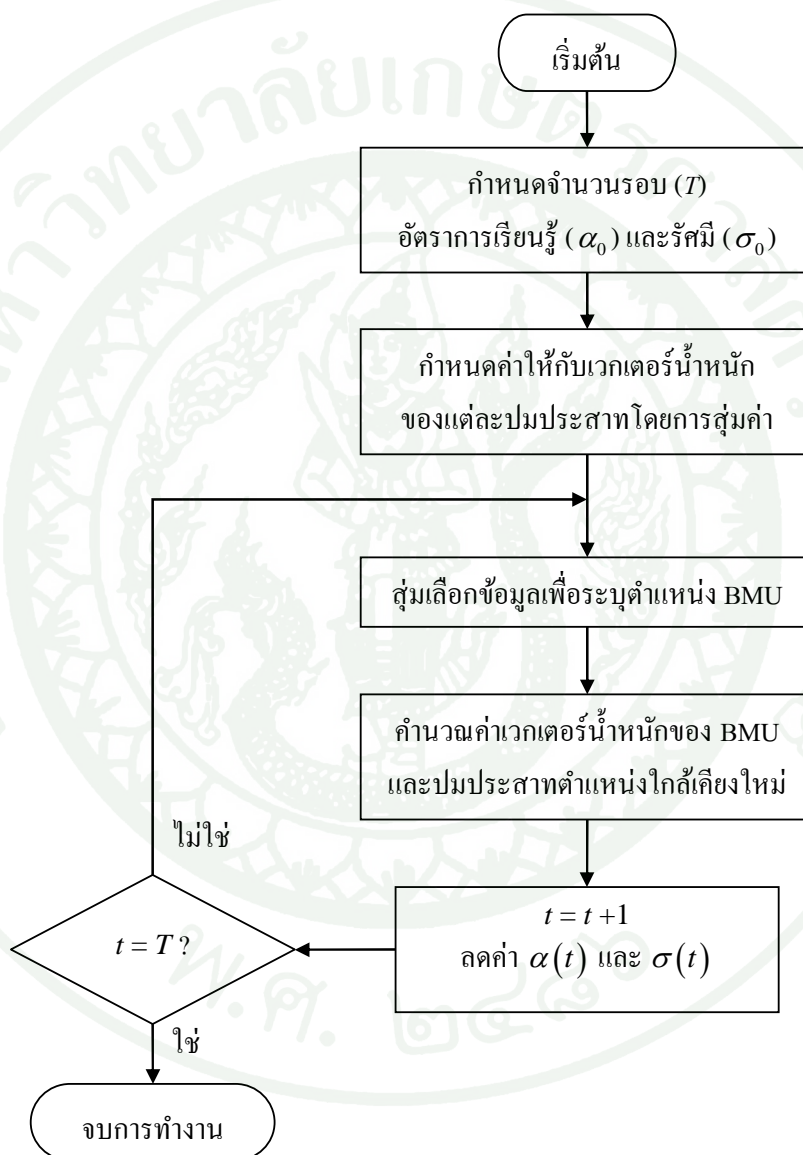 เริ่มต้น
กำหนดจำนวนรอบ (T)
อัตราการเรียนรู้ (α₀) และรัศมี (σ₀)
กำหนดค่าให้กับเวกเตอร์น้ำหนัก
ของแต่ละปมประสาทโดยการสุ่มค่า
สุ่มเลือกข้อมูลเพื่อระบุตำแหน่ง BMU
คำนวณค่าเวกเตอร์น้ำหนักของ BMU
และปมประสาทตำแหน่งใกล้เคียงใหม่
t = t +1
ลดค่า α(t) และ σ(t)
t = T ?
ไม่ใช่
ใช่
จบการทำงาน
พ.ศ. ๒๔๘๖